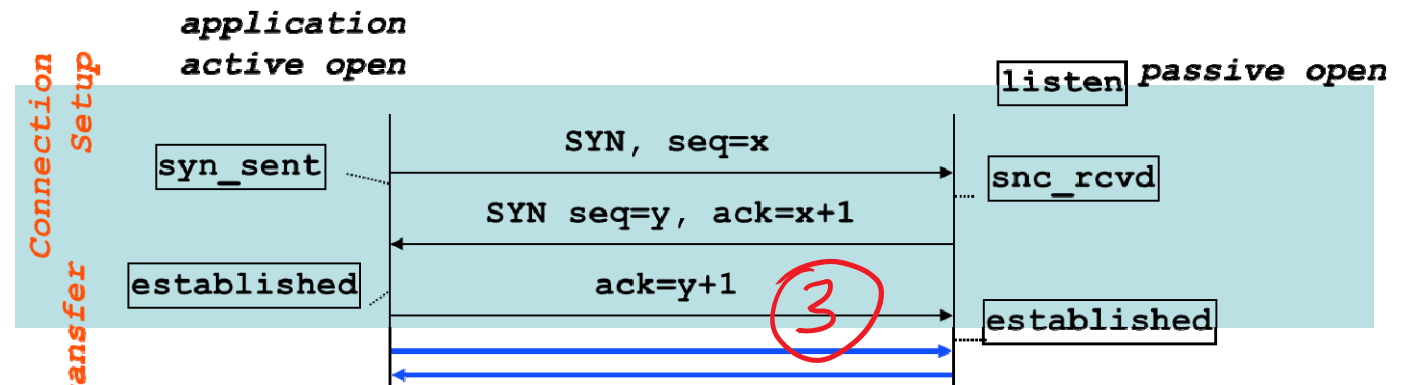 application
active open
listen passive open
Connection
Setup
SYN, seq=x
syn_sent
snc_rcvd
SYN seq=y, ack=x+1
established
ack=y+1
3
established
ansfer